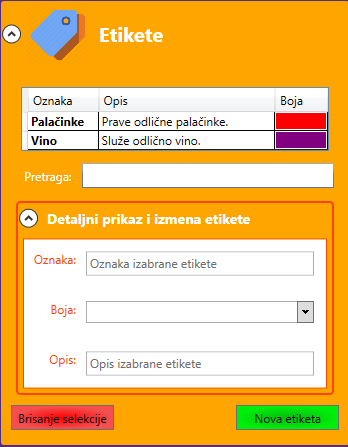 Etikete
Oznaka Opis Boja
Palačinke Prave odlične palačinke.
Vino Služe odlično vino.
Pretraga:
Detaljni prikaz i izmena etikete
Oznaka: Oznaka izabrane etikete
Boja:
Opis: Opis izabrane etikete
Brisanje selekcije Nova etiketa